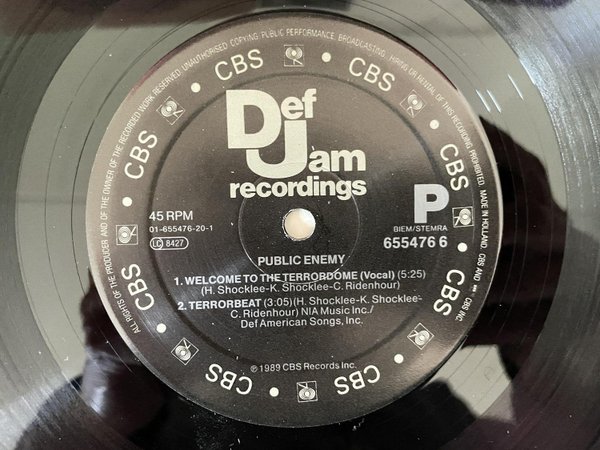 ALL RIGHTS OF THE PRODUCER AND OF THE OWNER OF THE RECORDED WORK RESERVED. UNAUTHORISED COPYING PUBLIC PERFORMANCE, BROADCASTING, HIRING OR RENTAL OF THIS RECORDING PROHIBITED. MADE IN HOLLAND. CBS AND CBS INC
CBS
CBS
CBS
CBS
CBS
CBS
CBS
CBS
Def
Jam
recordings
45 RPM
01-655476-20-1
LC 8427
P
BIEM/STEMRA
655476 6
PUBLIC ENEMY
1. WELCOME TO THE TERRORDOME (Vocal) (5:25)
(H. Shocklee-K. Shocklee-C. Ridenhour)
2. TERRORBEAT (3:05)(H. Shocklee-K. Shocklee-
C. Ridenhour) NIA Music Inc./
Def American Songs, Inc.
℗ 1989 CBS Records Inc.